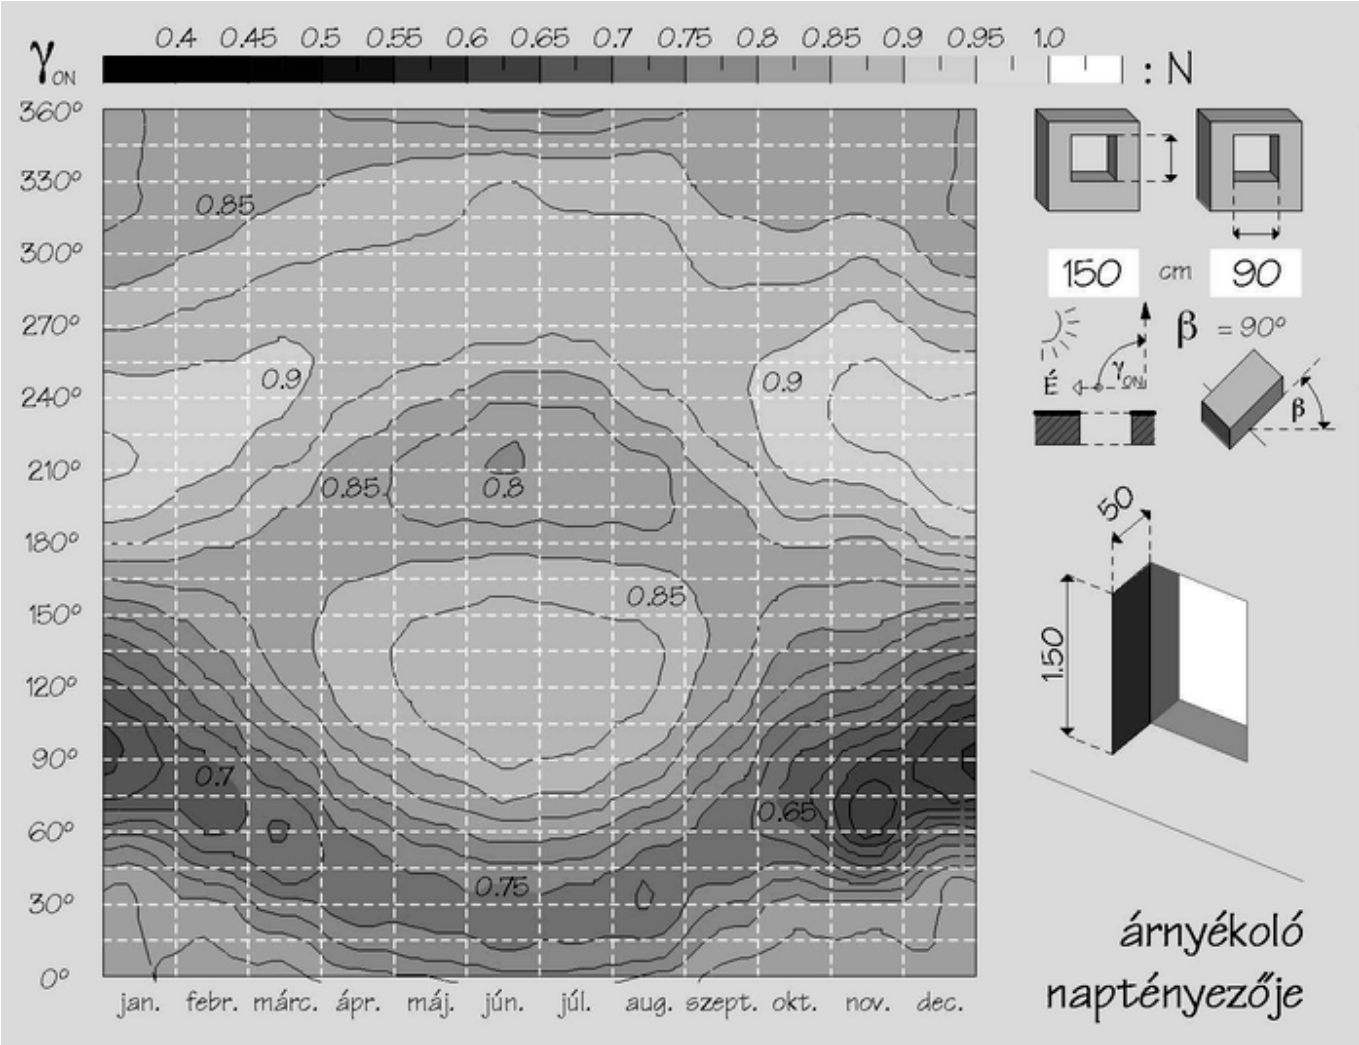 0.4 0.45 0.5 0.55 0.6 0.65 0.7 0.75 0.8 0.85 0.9 0.95 1.0
γON : N
360°
330°
300°
270°
240°
210°
180°
150°
120°
90°
60°
30°
0°
0.85
0.9
0.9
0.85
0.8
0.85
0.7
0.65
0.75
jan. febr. márc. ápr. máj. jún. júl. aug. szept. okt. nov. dec.
150 cm 90
β = 90°
É γON
β
50
1.50
árnyékoló
naptényezője